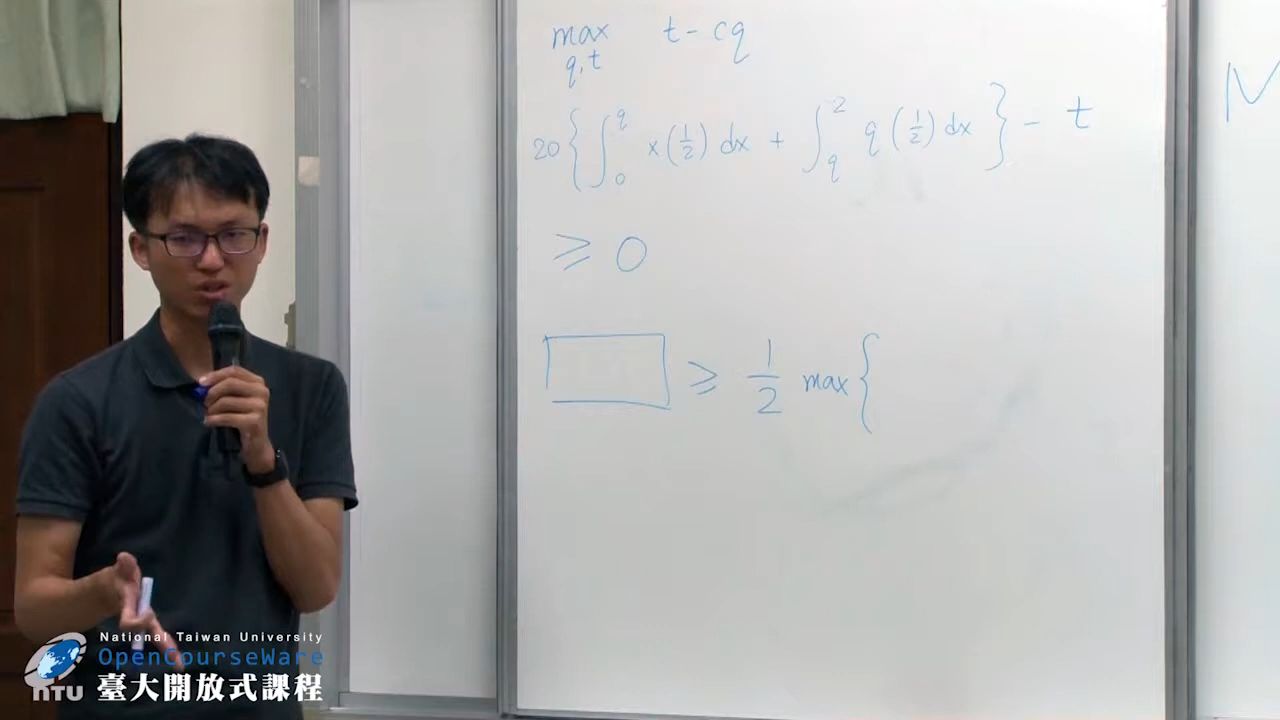 max t - cq
q,t
20 { ∫_0^q x(1/2) dx + ∫_q^2 q(1/2) dx } - t
≥ 0
≥ 1/2 max {
National Taiwan University
OpenCourseWare
NTU 臺大開放式課程